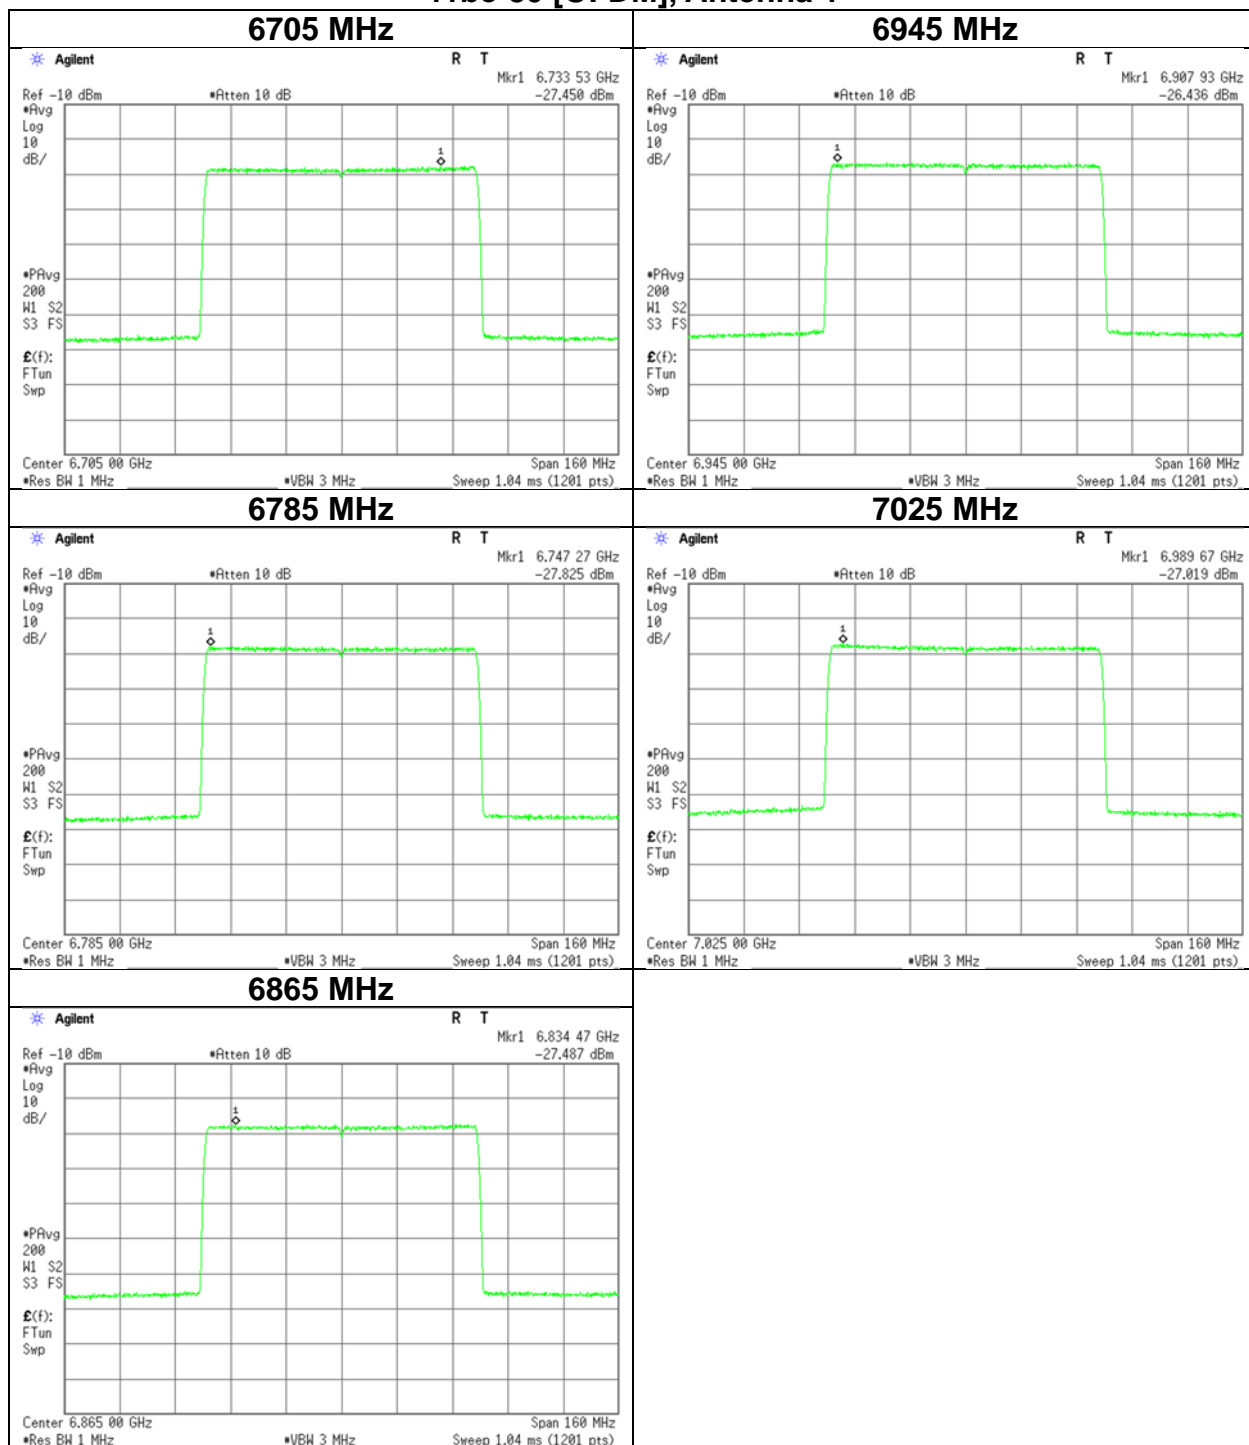 6705 MHz
Agilent R T
Mkr1 6.733 53 GHz
Ref -10 dBm *Atten 10 dB -27.450 dBm
*Avg
Log
10
dB/
1
*PAvg
200
W1 S2
S3 FS
£(f):
FTun
Swp
Center 6.705 00 GHz Span 160 MHz
*Res BW 1 MHz *VBW 3 MHz Sweep 1.04 ms (1201 pts)
6945 MHz
Agilent R T
Mkr1 6.907 93 GHz
Ref -10 dBm *Atten 10 dB -26.436 dBm
*Avg
Log
10
dB/
1
*PAvg
200
W1 S2
S3 FS
£(f):
FTun
Swp
Center 6.945 00 GHz Span 160 MHz
*Res BW 1 MHz *VBW 3 MHz Sweep 1.04 ms (1201 pts)
6785 MHz
Agilent R T
Mkr1 6.747 27 GHz
Ref -10 dBm *Atten 10 dB -27.825 dBm
*Avg
Log
10
dB/
1
*PAvg
200
W1 S2
S3 FS
£(f):
FTun
Swp
Center 6.785 00 GHz Span 160 MHz
*Res BW 1 MHz *VBW 3 MHz Sweep 1.04 ms (1201 pts)
7025 MHz
Agilent R T
Mkr1 6.989 67 GHz
Ref -10 dBm *Atten 10 dB -27.019 dBm
*Avg
Log
10
dB/
1
*PAvg
200
W1 S2
S3 FS
£(f):
FTun
Swp
Center 7.025 00 GHz Span 160 MHz
*Res BW 1 MHz *VBW 3 MHz Sweep 1.04 ms (1201 pts)
6865 MHz
Agilent R T
Mkr1 6.834 47 GHz
Ref -10 dBm *Atten 10 dB -27.487 dBm
*Avg
Log
10
dB/
1
*PAvg
200
W1 S2
S3 FS
£(f):
FTun
Swp
Center 6.865 00 GHz Span 160 MHz
*Res BW 1 MHz *VBW 3 MHz Sweep 1.04 ms (1201 pts)